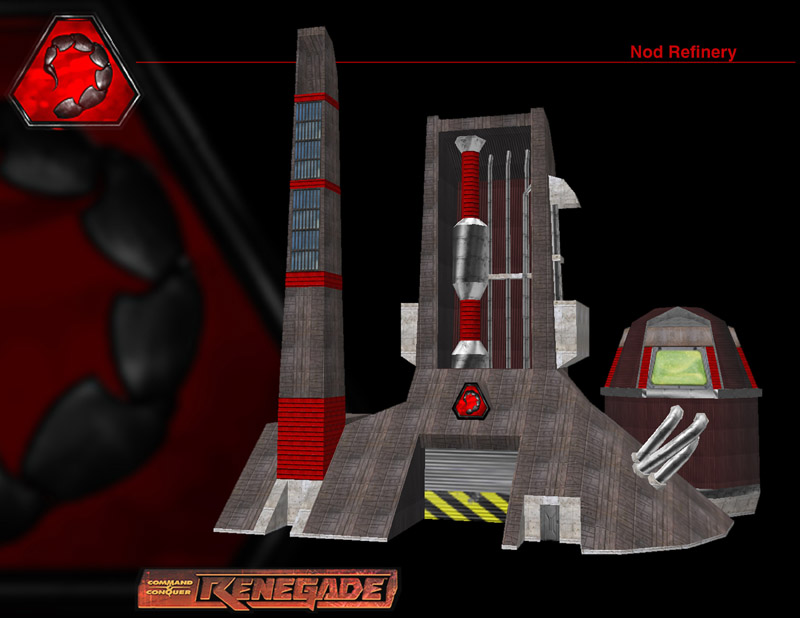 Nod Refinery
COMMAND
&
CONQUER
RENEGADE